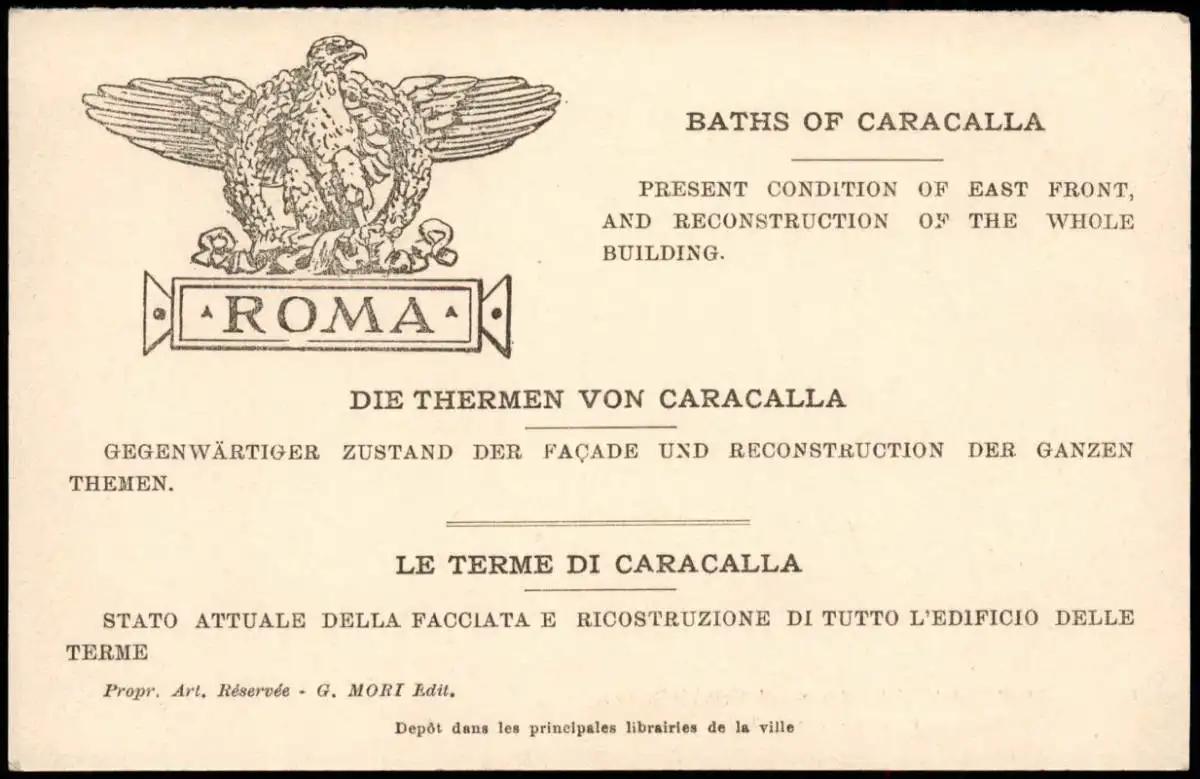 BATHS OF CARACALLA
PRESENT CONDITION OF EAST FRONT,
AND RECONSTRUCTION OF THE WHOLE
BUILDING.
ROMA
DIE THERMEN VON CARACALLA
GEGENWÄRTIGER ZUSTAND DER FAÇADE UND RECONSTRUCTION DER GANZEN
THEMEN.
LE TERME DI CARACALLA
STATO ATTUALE DELLA FACCIATA E RICOSTRUZIONE DI TUTTO L'EDIFICIO DELLE
TERME
Propr. Art. Réservée - G. MORI Edit.
Depôt dans les principales librairies de la ville